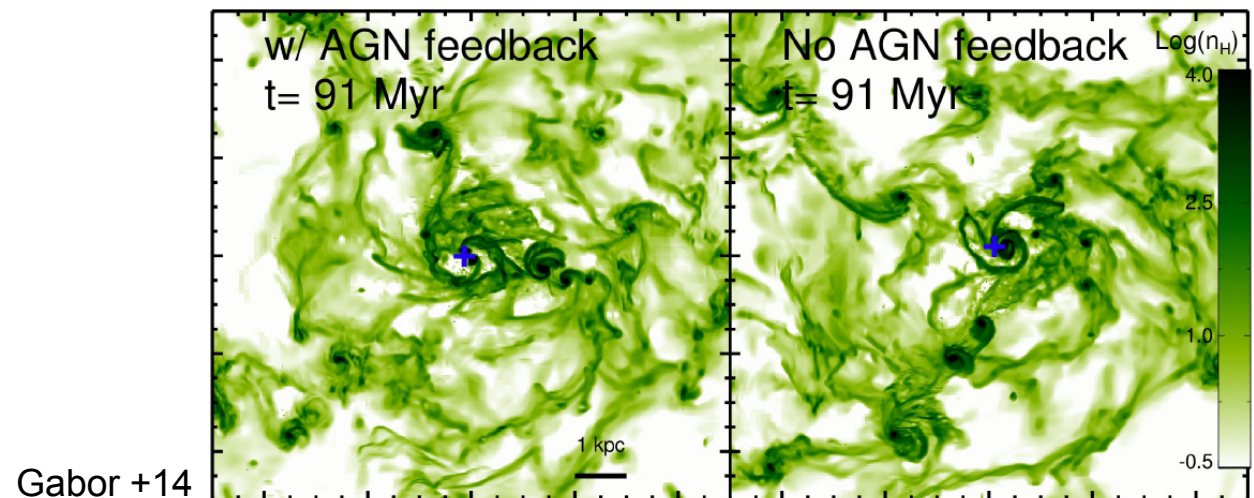 w/ AGN feedback
t= 91 Myr
No AGN feedback
t= 91 Myr
Log(nH)
4.0
2.5
1.0
-0.5
1 kpc
Gabor +14